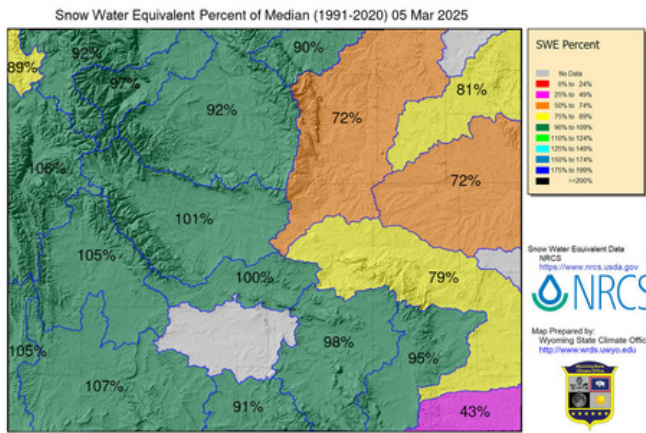 Snow Water Equivalent Percent of Median (1991-2020) 05 Mar 2025
92%
90%
89%
97%
92%
72%
81%
106%
72%
101%
105%
100%
79%
105%
98%
95%
107%
91%
43%
SWE Percent
No Data
0% to 24%
25% to 49%
50% to 74%
75% to 89%
90% to 109%
110% to 124%
125% to 149%
150% to 174%
175% to 199%
>=200%
Snow Water Equivalent Data
NRCS
https://www.nrcs.usda.gov
NRCS
Map Prepared by:
Wyoming State Climate Offic
http://www.wrds.uwyo.edu
Wyoming State
Climate Office